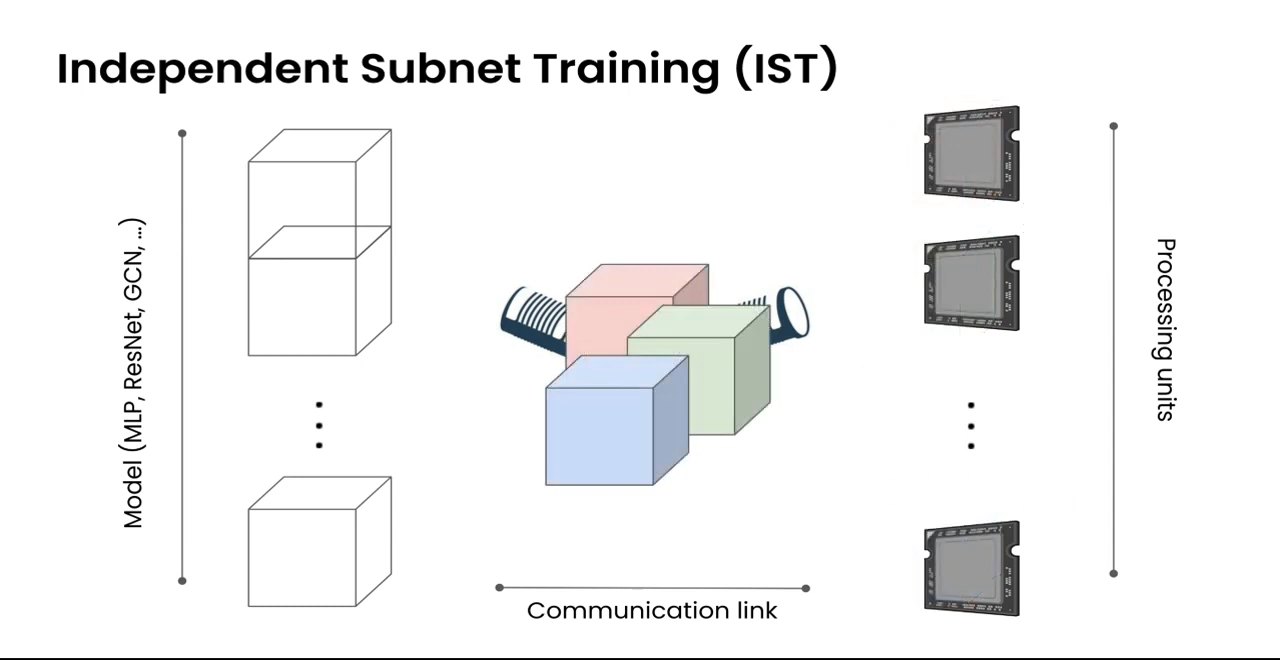 Independent Subnet Training (IST)
Model (MLP, ResNet, GCN, ...)
Communication link
Processing units